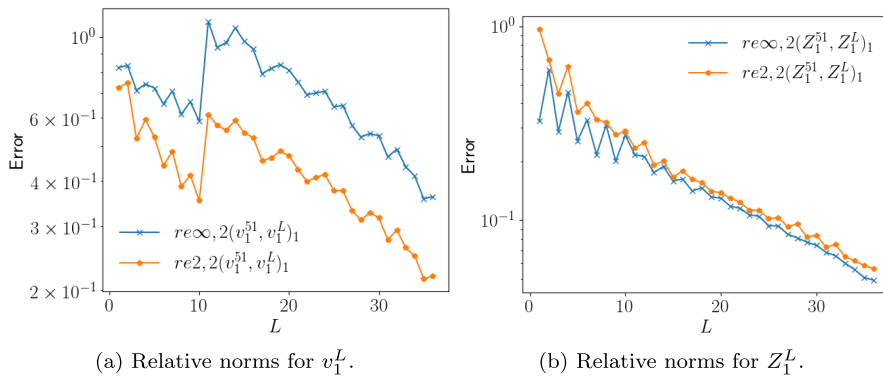 10^0
6 × 10^{-1}
4 × 10^{-1}
3 × 10^{-1}
2 × 10^{-1}
Error
0 10 20 30
L
re∞, 2(v_1^{51}, v_1^L)_1
re2, 2(v_1^{51}, v_1^L)_1
(a) Relative norms for v_1^L.
10^0
10^{-1}
Error
0 10 20 30
L
re∞, 2(Z_1^{51}, Z_1^L)_1
re2, 2(Z_1^{51}, Z_1^L)_1
(b) Relative norms for Z_1^L.